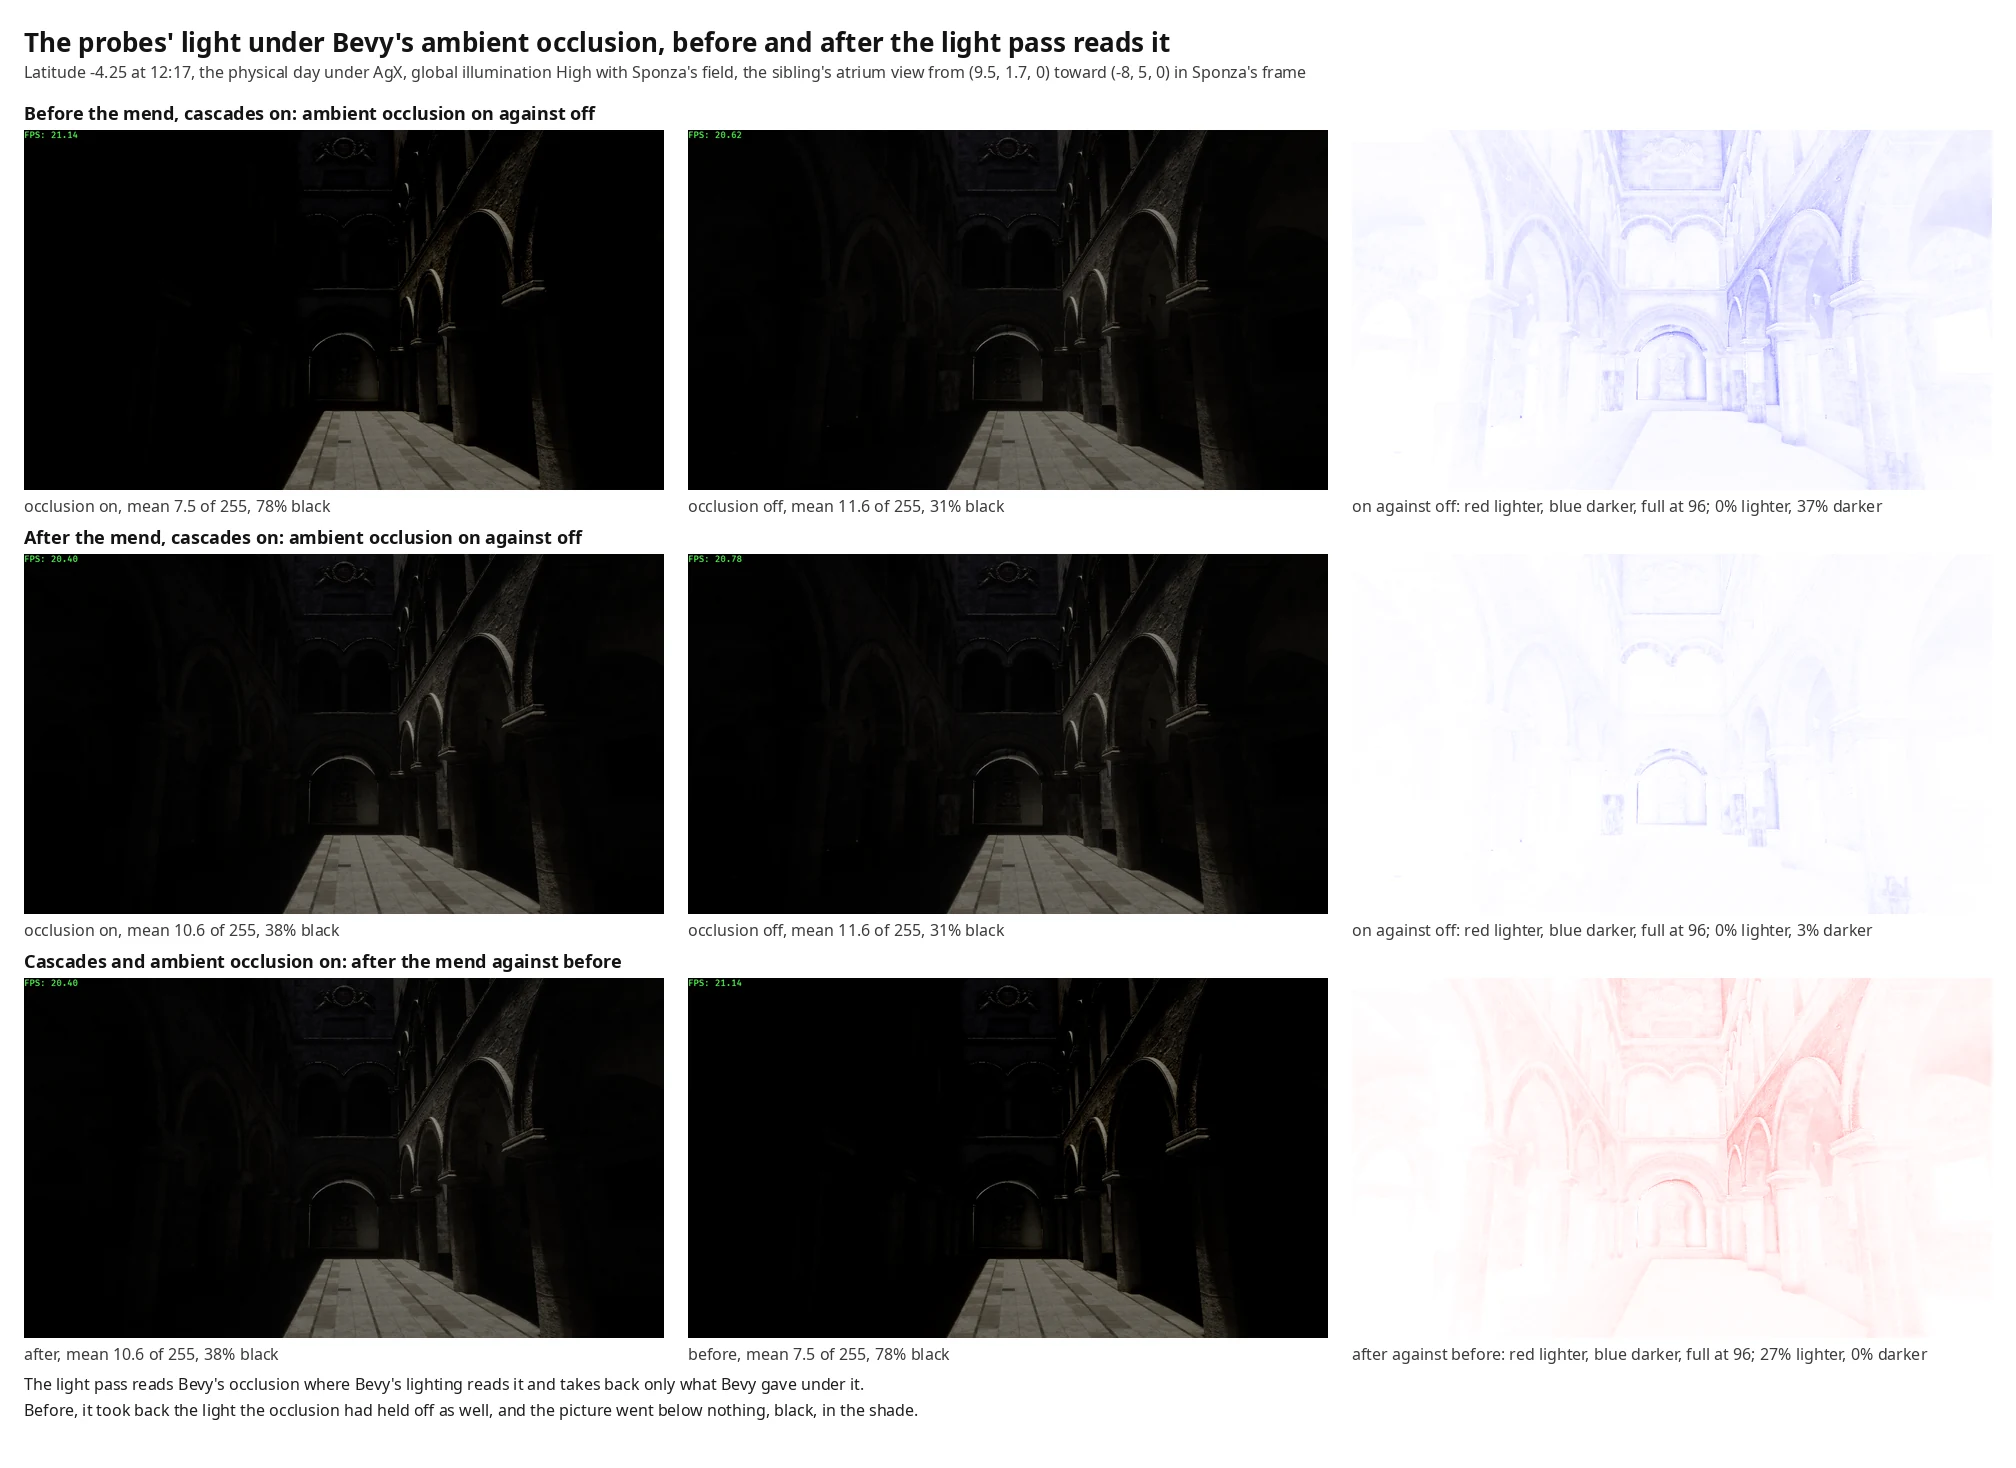 The probes' light under Bevy's ambient occlusion, before and after the light pass reads it
Latitude -4.25 at 12:17, the physical day under AgX, global illumination High with Sponza's field, the sibling's atrium view from (9.5, 1.7, 0) toward (-8, 5, 0) in Sponza's frame
Before the mend, cascades on: ambient occlusion on against off
FPS: 21.14
FPS: 20.62
occlusion on, mean 7.5 of 255, 78% black
occlusion off, mean 11.6 of 255, 31% black
on against off: red lighter, blue darker, full at 96; 0% lighter, 37% darker
After the mend, cascades on: ambient occlusion on against off
FPS: 20.40
FPS: 20.78
occlusion on, mean 10.6 of 255, 38% black
occlusion off, mean 11.6 of 255, 31% black
on against off: red lighter, blue darker, full at 96; 0% lighter, 3% darker
Cascades and ambient occlusion on: after the mend against before
FPS: 20.40
FPS: 21.14
after, mean 10.6 of 255, 38% black
before, mean 7.5 of 255, 78% black
after against before: red lighter, blue darker, full at 96; 27% lighter, 0% darker
The light pass reads Bevy's occlusion where Bevy's lighting reads it and takes back only what Bevy gave under it.
Before, it took back the light the occlusion had held off as well, and the picture went below nothing, black, in the shade.